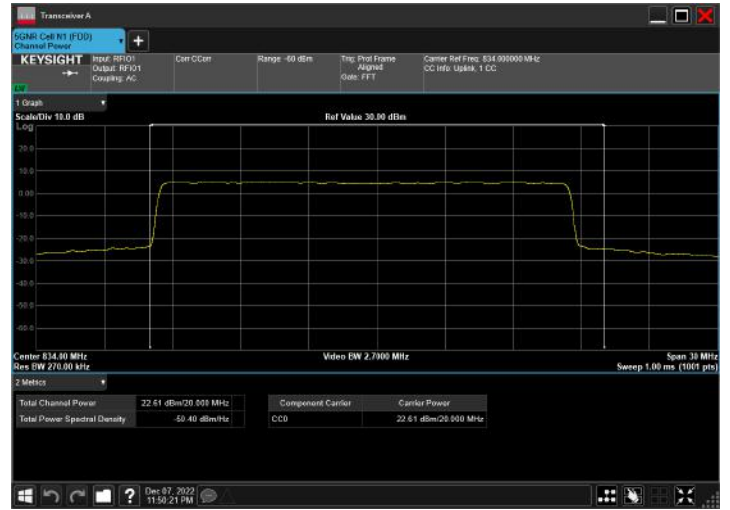 Transceiver A
5GNR Cell N1 (FDD)
Channel Power
KEYSIGHT
Input: RFIO1
Output: RFIO1
Coupling: AC
Corr CCorr
Range -60 dBm
Trig: Prot Frame
Aligned
Gate: FFT
Carrier Ref Freq: 834.000000 MHz
CC Info: Uplink, 1 CC
1 Graph
Scale/Div 10.0 dB
Ref Value 30.00 dBm
Log
20.0
10.0
0.00
-10.0
-20.0
-30.0
-40.0
-50.0
-60.0
Center 834.00 MHz
Video BW 2.7000 MHz
Span 30 MHz
Res BW 270.00 kHz
Sweep 1.00 ms (1001 pts)
2 Metrics
Total Channel Power 22.61 dBm/20.000 MHz
Total Power Spectral Density -50.40 dBm/Hz
Component Carrier Carrier Power
CC0 22.61 dBm/20.000 MHz
?
Dec 07, 2022
11:50:21 PM